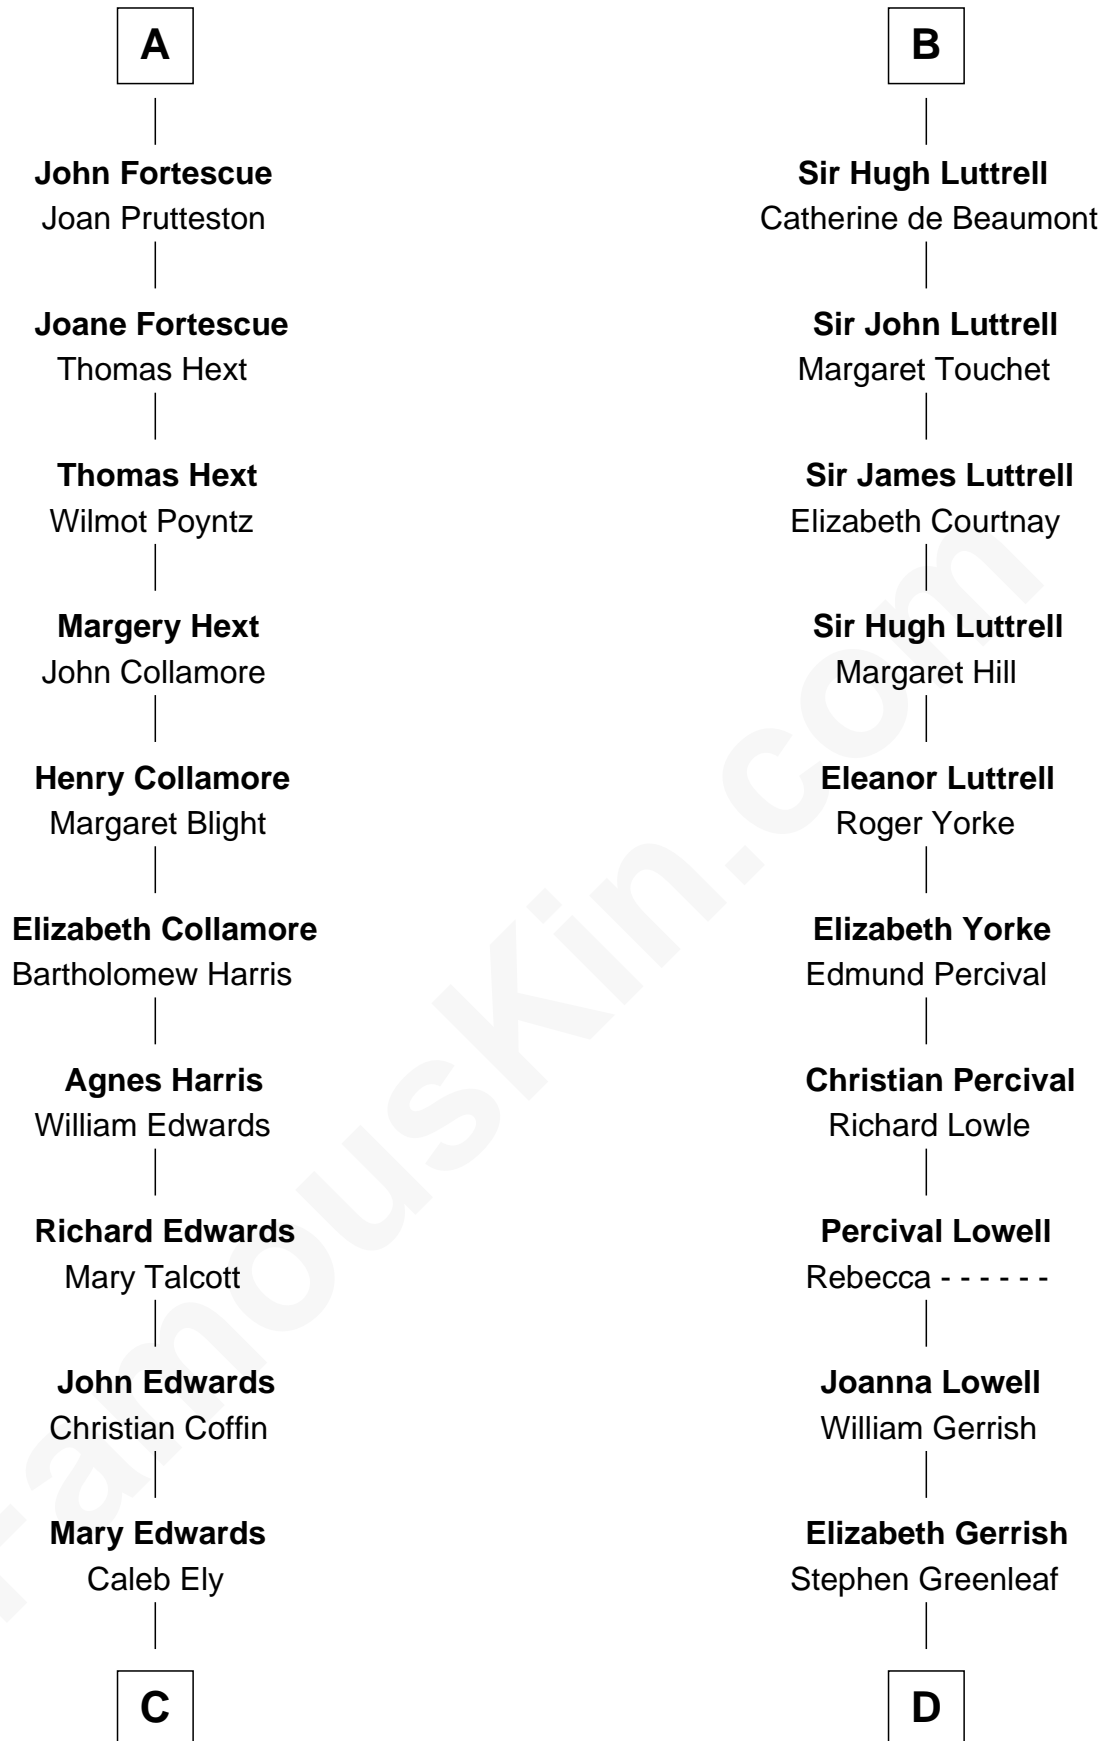 A
John Fortescue
Joan Prutteston
Joane Fortescue
Thomas Hext
Thomas Hext
Wilmot Poyntz
Margery Hext
John Collamore
Henry Collamore
Margaret Blight
Elizabeth Collamore
Bartholomew Harris
Agnes Harris
William Edwards
Richard Edwards
Mary Talcott
John Edwards
Christian Coffin
Mary Edwards
Caleb Ely
C
B
Sir Hugh Luttrell
Catherine de Beaumont
Sir John Luttrell
Margaret Touchet
Sir James Luttrell
Elizabeth Courtnay
Sir Hugh Luttrell
Margaret Hill
Eleanor Luttrell
Roger Yorke
Elizabeth Yorke
Edmund Percival
Christian Percival
Richard Lowle
Percival Lowell
Rebecca - - - - - -
Joanna Lowell
William Gerrish
Elizabeth Gerrish
Stephen Greenleaf
D
FamousKin.com